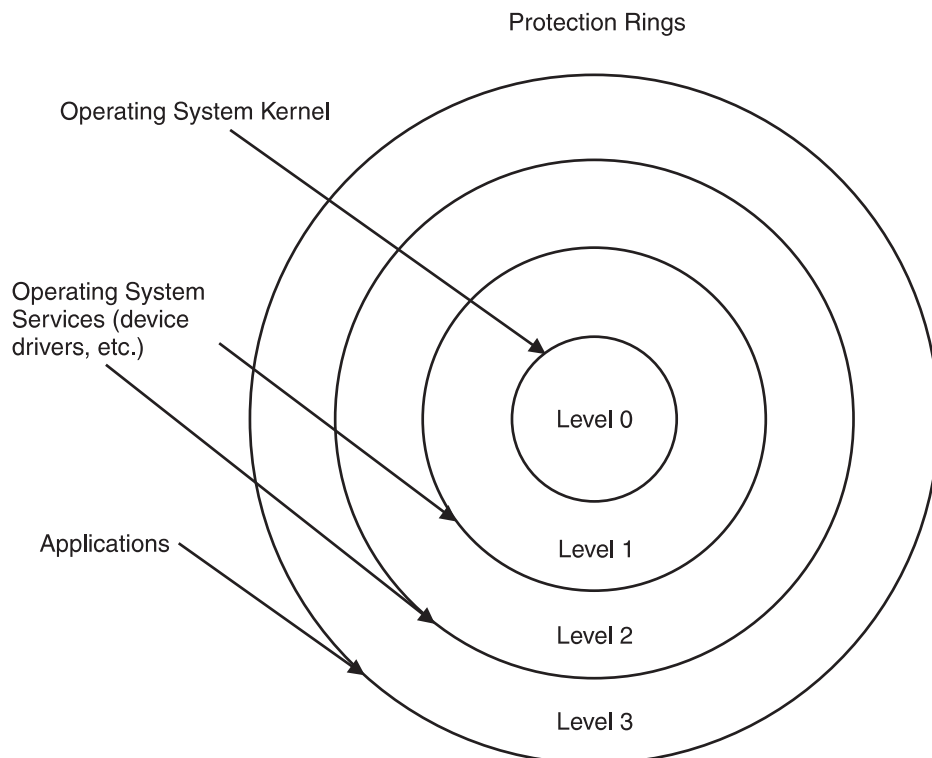 Protection Rings
Operating System Kernel
Operating System
Services (device
drivers, etc.)
Applications
Level 0
Level 1
Level 2
Level 3